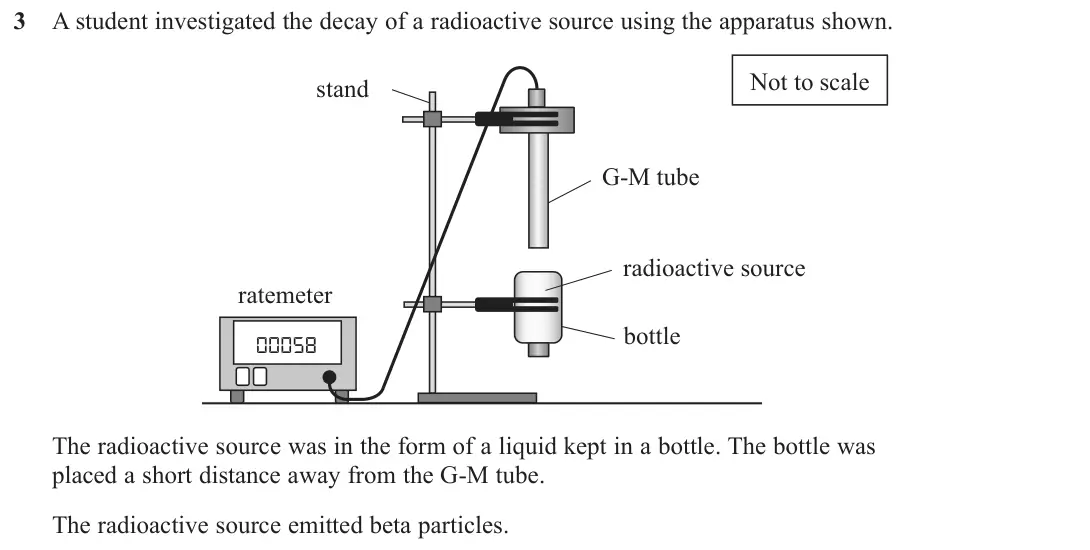 3 A student investigated the decay of a radioactive source using the apparatus shown.
Not to scale
stand
G-M tube
radioactive source
ratemeter
bottle
00058
The radioactive source was in the form of a liquid kept in a bottle. The bottle was
placed a short distance away from the G-M tube.
The radioactive source emitted beta particles.